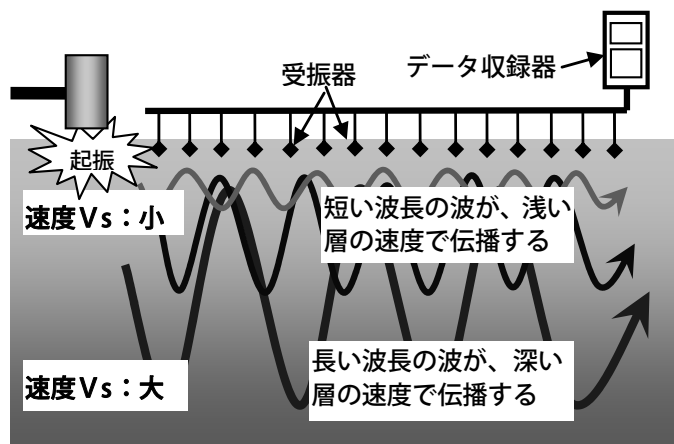 データ収録器
受振器
起振
速度Vs：小
短い波長の波が、浅い
層の速度で伝播する
長い波長の波が、深い
層の速度で伝播する
速度Vs：大